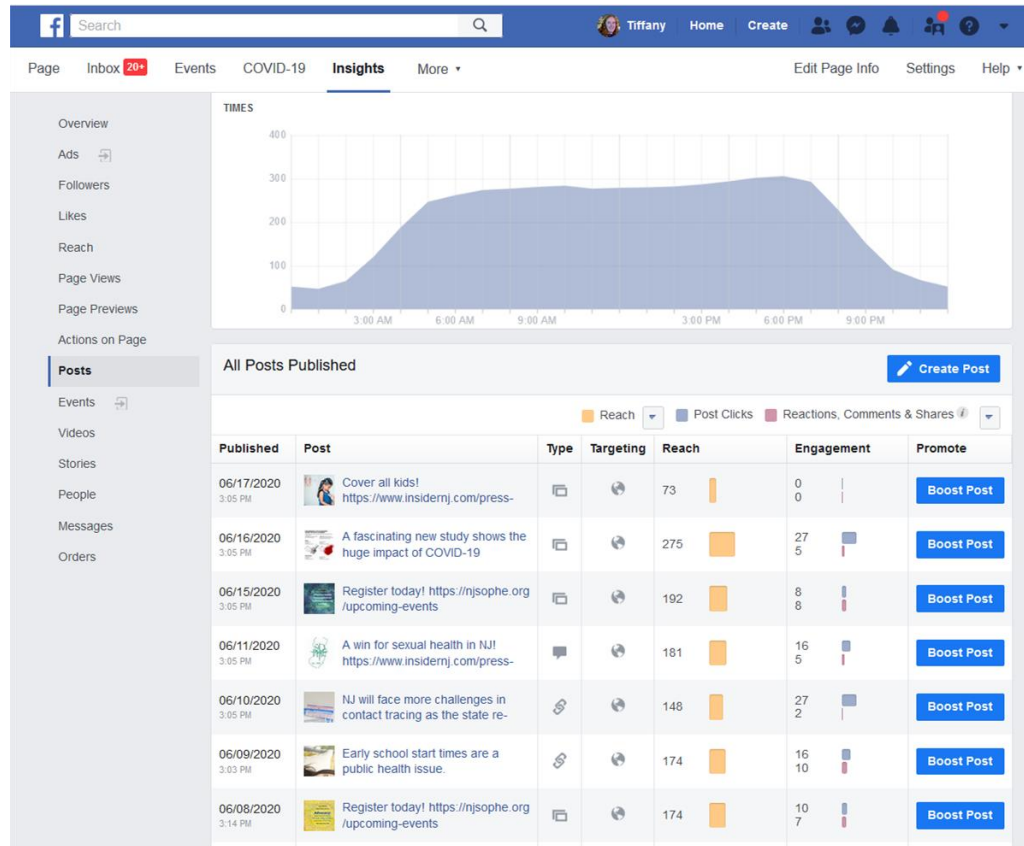 f Search Tiffany Home Create
Page Inbox 20+ Events COVID-19 Insights More Edit Page Info Settings Help
Overview
Ads
Followers
Likes
Reach
Page Views
Page Previews
Actions on Page
Posts
Events
Videos
Stories
People
Messages
Orders
TIMES
400
300
200
100
0
3:00 AM 6:00 AM 9:00 AM 3:00 PM 6:00 PM 9:00 PM
All Posts Published
Create Post
Reach Post Clicks Reactions, Comments & Shares i
Published Post Type Targeting Reach Engagement Promote
06/17/2020
3:05 PM
Cover all kids!
https://www.insidernj.com/press-
73
0
0
Boost Post
06/16/2020
3:05 PM
A fascinating new study shows the
huge impact of COVID-19
275
27
5
Boost Post
06/15/2020
3:05 PM
Register today! https://njsophe.org
/upcoming-events
192
8
8
Boost Post
06/11/2020
3:05 PM
A win for sexual health in NJ!
https://www.insidernj.com/press-
181
16
5
Boost Post
06/10/2020
3:05 PM
NJ will face more challenges in
contact tracing as the state re-
148
27
2
Boost Post
06/09/2020
3:03 PM
Early school start times are a
public health issue.
174
16
10
Boost Post
06/08/2020
3:14 PM
Register today! https://njsophe.org
/upcoming-events
174
10
7
Boost Post